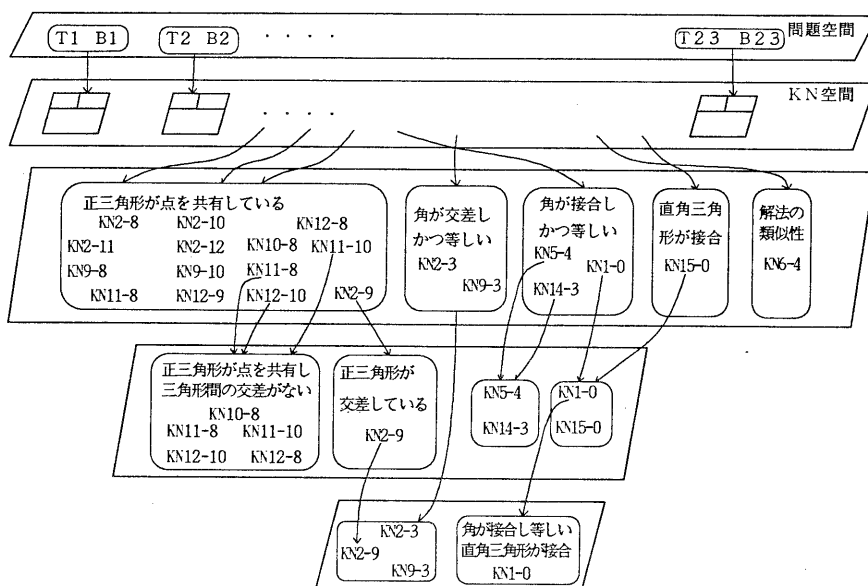 T1 B1
T2 B2
・・・・
T23 B23
問題空間
KN空間
・・・・
正三角形が点を共有している
KN2-8
KN2-10
KN12-8
KN2-11
KN2-12
KN10-8
KN11-10
KN9-8
KN9-10
KN11-8
KN11-8
KN12-9
KN12-10
KN2-9
角が交差し
かつ等しい
KN2-3
KN9-3
角が接合し
かつ等しい
KN5-4
KN1-0
KN14-3
直角三角
形が接合
KN15-0
解法の
類似性
KN6-4
正三角形が点を共有し
三角形間の交差がない
KN10-8
KN11-8 KN11-10
KN12-10 KN12-8
正三角形が
交差している
KN2-9
KN5-4
KN14-3
KN1-0
KN15-0
KN2-3
KN2-9
KN9-3
角が接合し等しい
直角三角形が接合
KN1-0